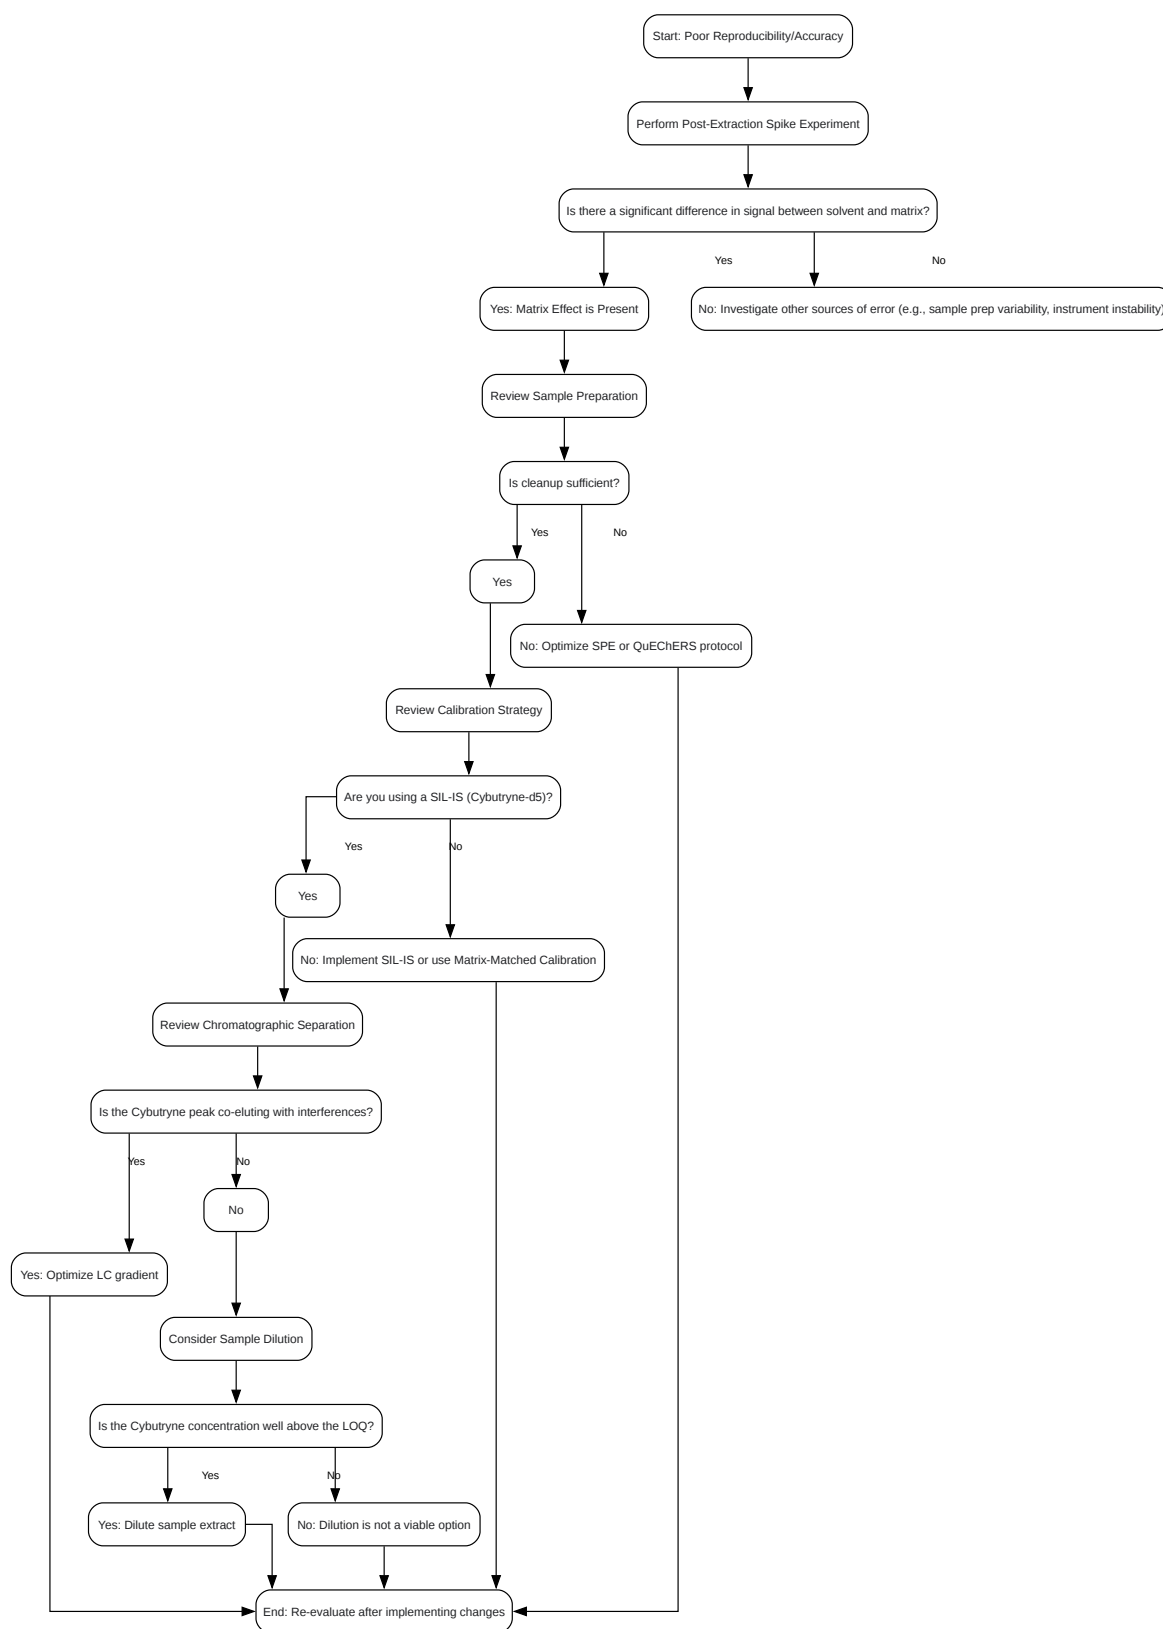 Start: Poor Reproducibility/Accuracy
Perform Post-Extraction Spike Experiment
Is there a significant difference in signal between solvent and matrix?
Yes
No
Yes: Matrix Effect is Present
No: Investigate other sources of error (e.g., sample prep variability, instrument instability)
Review Sample Preparation
Is cleanup sufficient?
Yes
No
Yes
No: Optimize SPE or QuEChERS protocol
Review Calibration Strategy
Are you using a SIL-IS (Cybutryne-d5)?
Yes
No
Yes
No: Implement SIL-IS or use Matrix-Matched Calibration
Review Chromatographic Separation
Is the Cybutryne peak co-eluting with interferences?
Yes
No
No
Yes: Optimize LC gradient
Consider Sample Dilution
Is the Cybutryne concentration well above the LOQ?
Yes
No
Yes: Dilute sample extract
No: Dilution is not a viable option
End: Re-evaluate after implementing changes